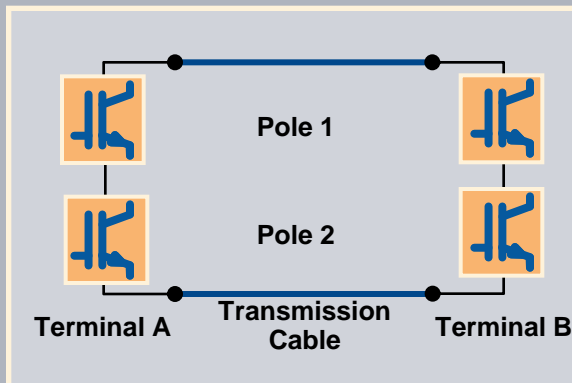 Pole 1
Pole 2
Terminal A
Transmission
Cable
Terminal B